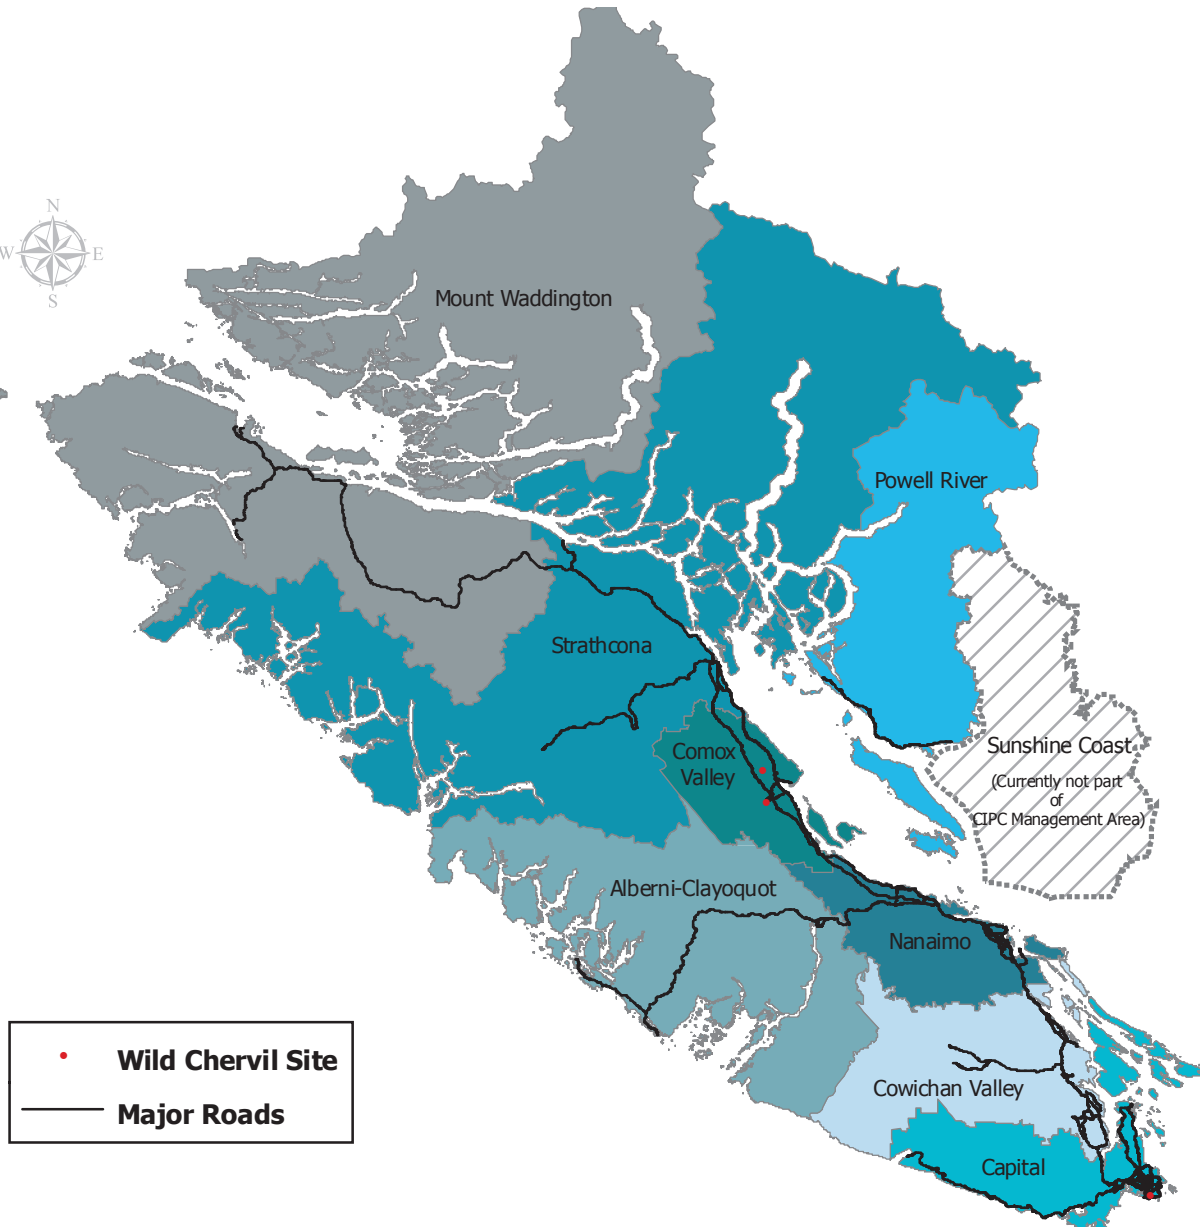 N
W E
S
Mount Waddington
Powell River
Strathcona
Comox
Valley
Sunshine Coast
(Currently not part
of
CIPC Management Area)
Alberni-Clayoquot
Nanaimo
Cowichan Valley
Capital
Wild Chervil Site
Major Roads